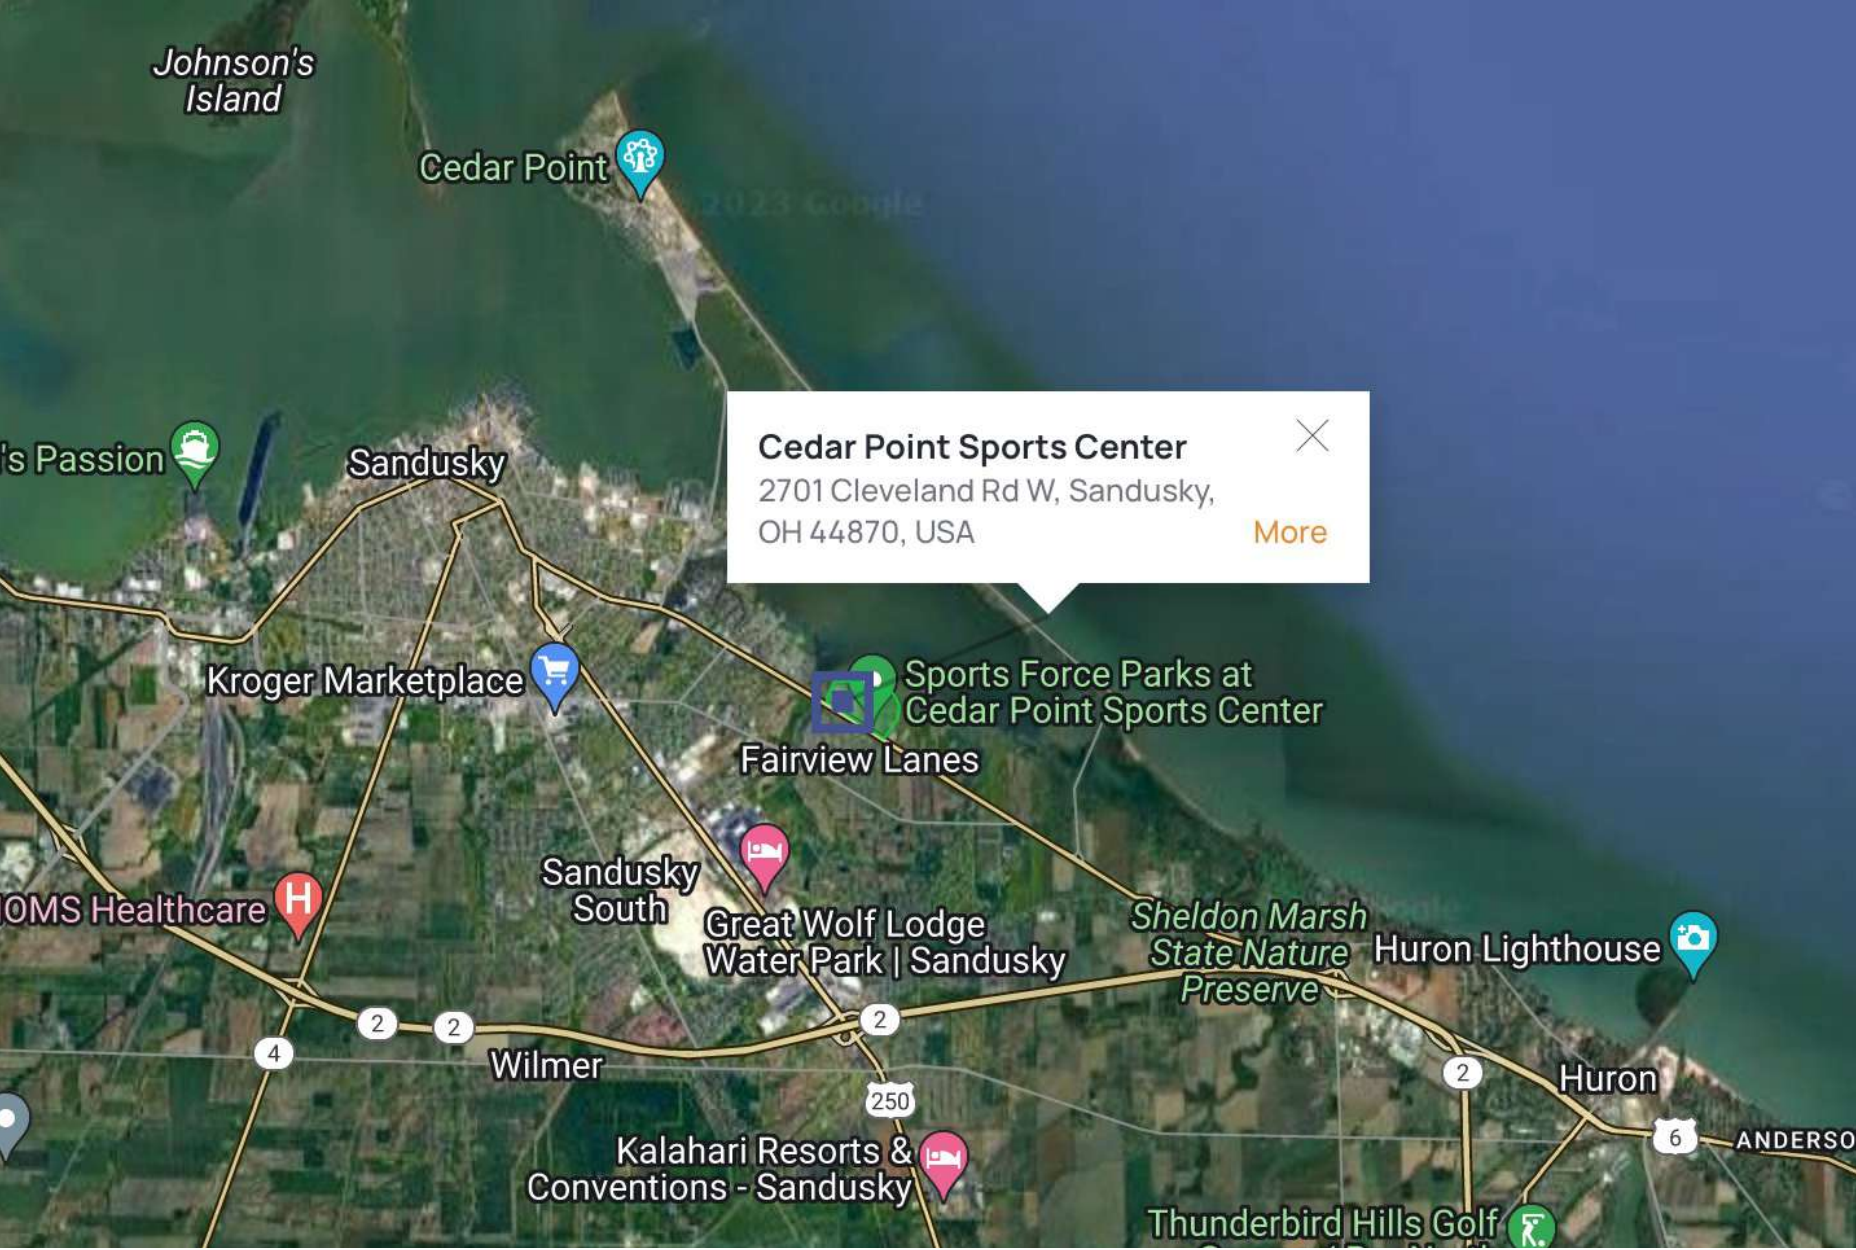 Johnson's
Island
Cedar Point
2023 Google
's Passion
Sandusky
Cedar Point Sports Center
2701 Cleveland Rd W, Sandusky,
OH 44870, USA
More
Kroger Marketplace
Sports Force Parks at
Cedar Point Sports Center
Fairview Lanes
Sandusky
South
Great Wolf Lodge
Water Park | Sandusky
OMS Healthcare
H
Sheldon Marsh
State Nature
Preserve
Huron Lighthouse
2
2
2
4
Wilmer
250
2
Huron
6
ANDERSO
Kalahari Resorts &
Conventions - Sandusky
Thunderbird Hills Golf